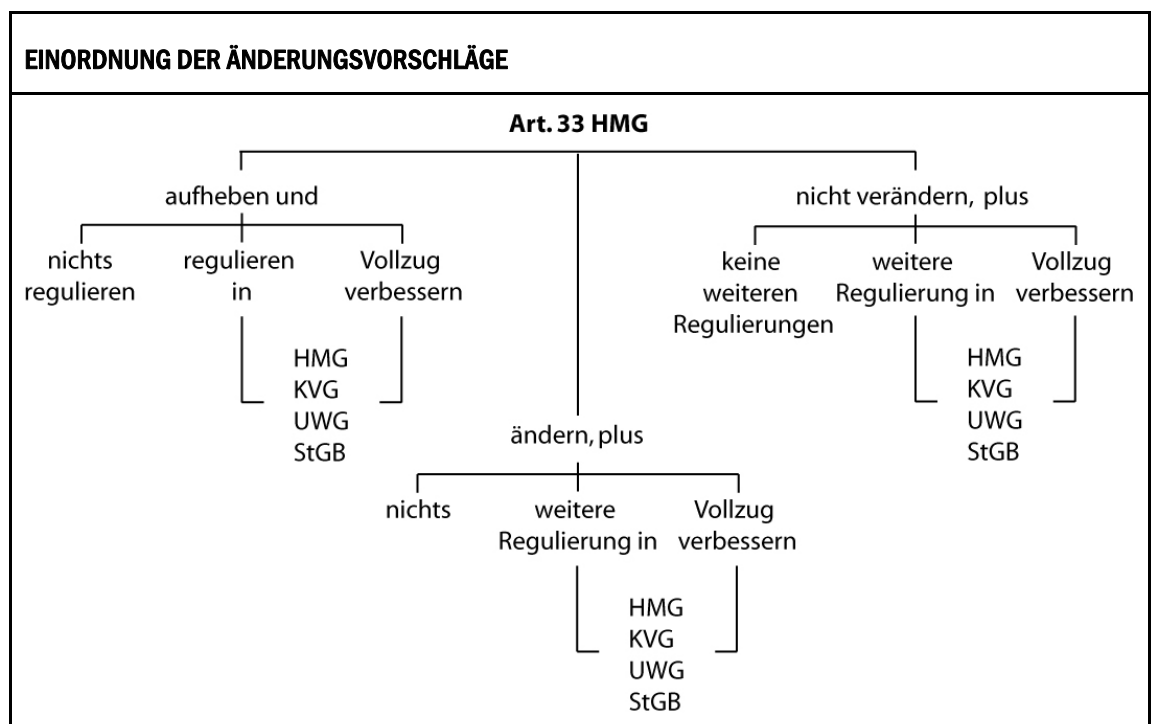 EINORDNUNG DER ÄNDERUNGSVORSCHLÄGE
Art. 33 HMG
aufheben und
nichts
regulieren
regulieren
in
Vollzug
verbessern
HMG
KVG
UWG
StGB
ändern, plus
nichts
weitere
Regulierung in
Vollzug
verbessern
HMG
KVG
UWG
StGB
nicht verändern, plus
keine
weiteren
Regulierungen
weitere
Regulierung in
Vollzug
verbessern
HMG
KVG
UWG
StGB